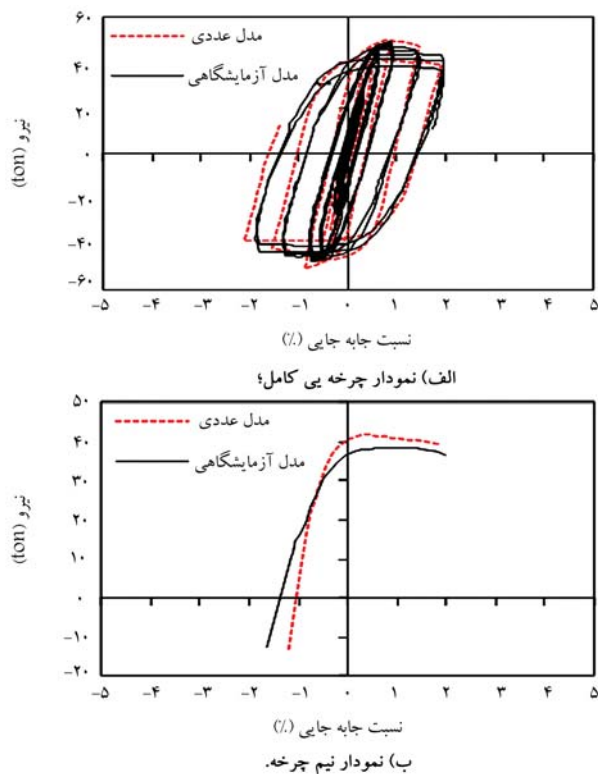 ۶۰
۴۰
۲۰
۰
-۲۰
-۴۰
-۶۰
نیرو (ton)
مدل عددی
مدل آزمایشگاهی
-۵ -۴ -۳ -۲ -۱ ۰ ۱ ۲ ۳ ۴ ۵
نسبت جابه جایی (٪)
الف) نمودار چرخه یی کامل؛
۵۰
۴۰
۳۰
۲۰
۱۰
۰
-۱۰
-۲۰
نیرو (ton)
مدل عددی
مدل آزمایشگاهی
-۵ -۴ -۳ -۲ -۱ ۰ ۱ ۲ ۳ ۴ ۵
نسبت جابه جایی (٪)
ب) نمودار نیم چرخه.